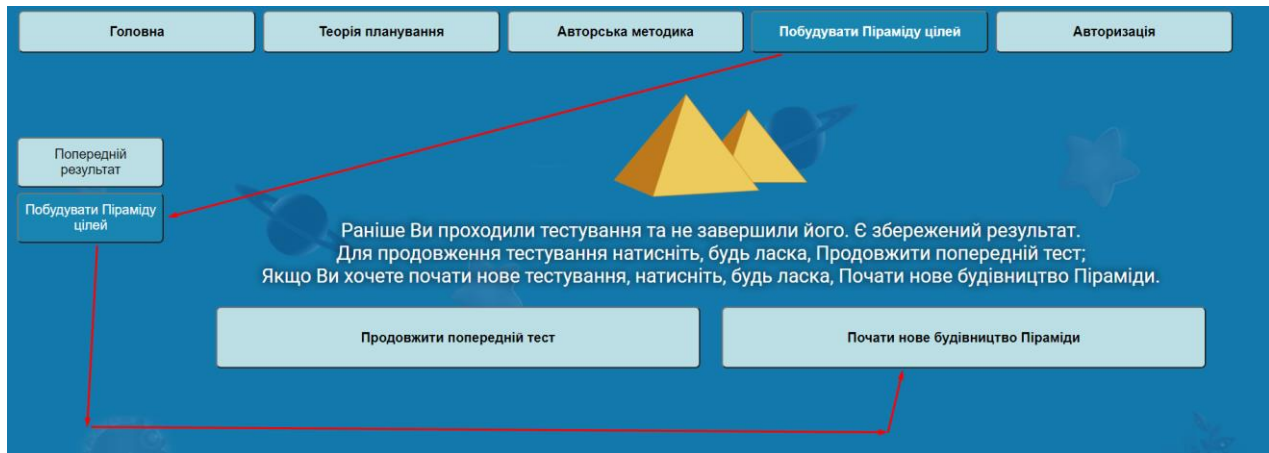 Головна
Теорія планування
Авторська методика
Побудувати Піраміду цілей
Авторизація
Попередній
результат
Побудувати Піраміду
цілей
Раніше Ви проходили тестування та не завершили його. Є збережений результат.
Для продовження тестування натисніть, будь ласка, Продовжити попередній тест;
Якщо Ви хочете почати нове тестування, натисніть, будь ласка, Почати нове будівництво Піраміди.
Продовжити попередній тест
Почати нове будівництво Піраміди